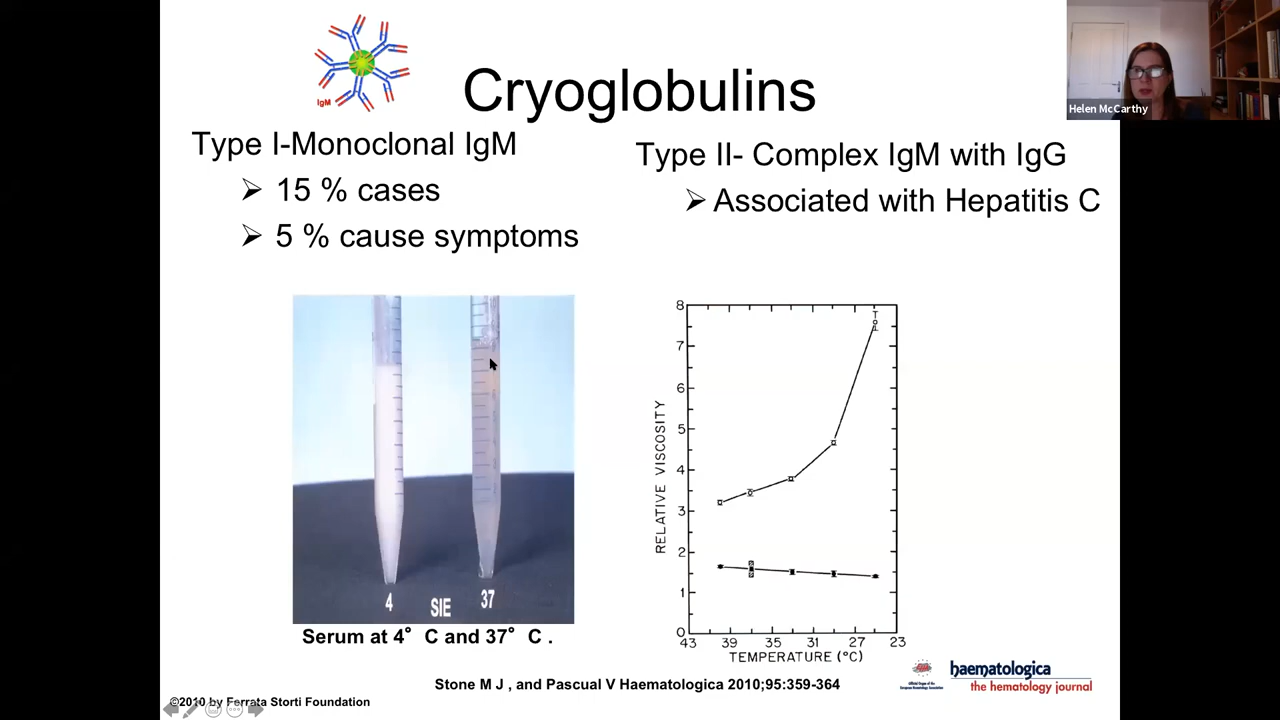 Cryoglobulins
IgM
Helen McCarthy
Type I-Monoclonal IgM
➢ 15 % cases
➢ 5 % cause symptoms
Type II- Complex IgM with IgG
➢ Associated with Hepatitis C
4 SIE 37
Serum at 4° C and 37° C .
8
7
6
5
4
3
2
1
0
RELATIVE VISCOSITY
43 39 35 31 27 23
TEMPERATURE (°C)
haematologica
the hematology journal
Stone M J , and Pascual V Haematologica 2010;95:359-364
©2010 by Ferrata Storti Foundation